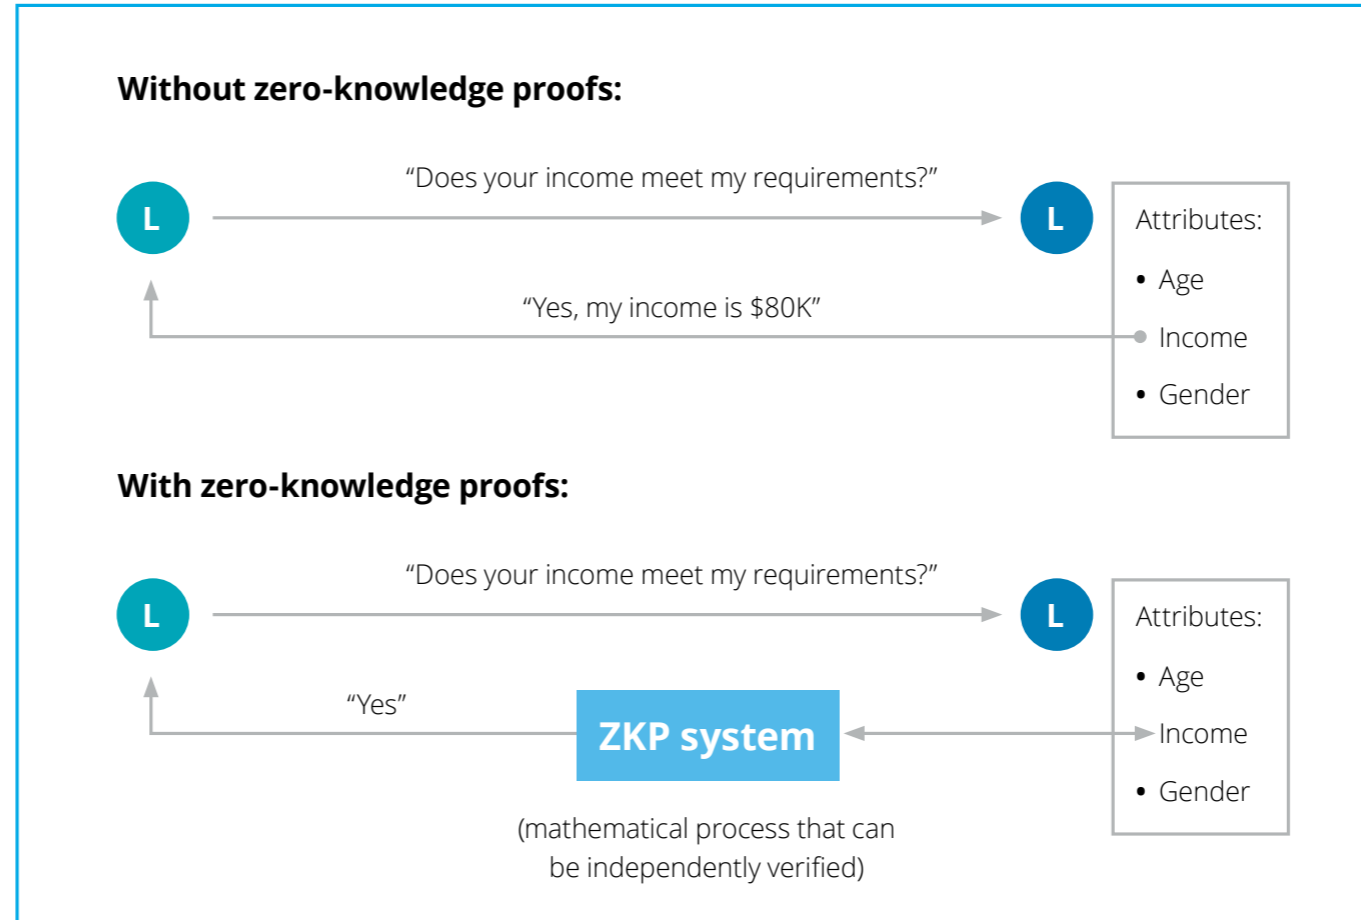 Without zero-knowledge proofs:
“Does your income meet my requirements?”
L
L
Attributes:
• Age
“Yes, my income is $80K”
Income
• Gender
With zero-knowledge proofs:
“Does your income meet my requirements?”
L
L
Attributes:
• Age
“Yes”
ZKP system
Income
• Gender
(mathematical process that can
be independently verified)